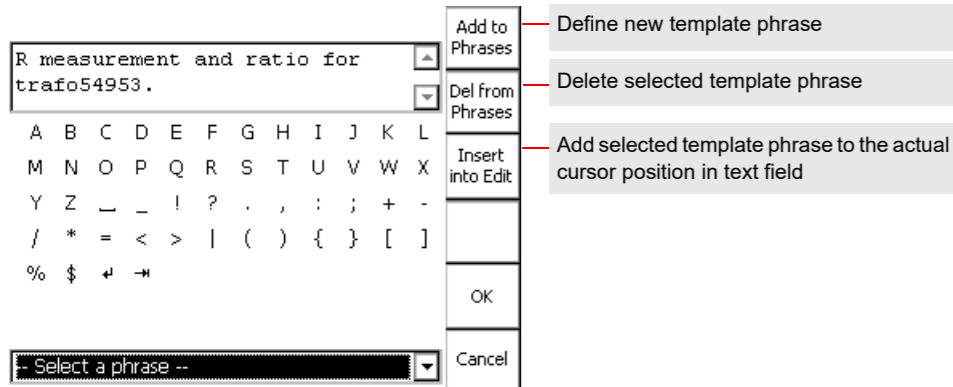 R measurement and ratio for
trafo54953.
A B C D E F G H I J K L
M N O P Q R S T U V W X
Y Z ⎵ _ ! ? . , : ; + -
/ * = < > | ( ) { } [ ]
% $ ↵ ⇥
-- Select a phrase --
Add to
Phrases
Del from
Phrases
Insert
into Edit
OK
Cancel
Define new template phrase
Delete selected template phrase
Add selected template phrase to the actual
cursor position in text field